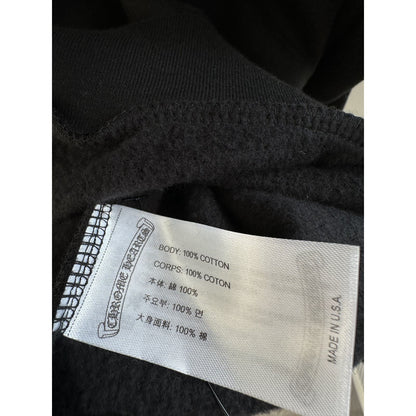 CHROME HEARTS
BODY: 100% COTTON
CORPS: 100% COTON
本体: 綿 100%
주요부: 100% 면
大身面料: 100% 棉
MADE IN U.S.A.